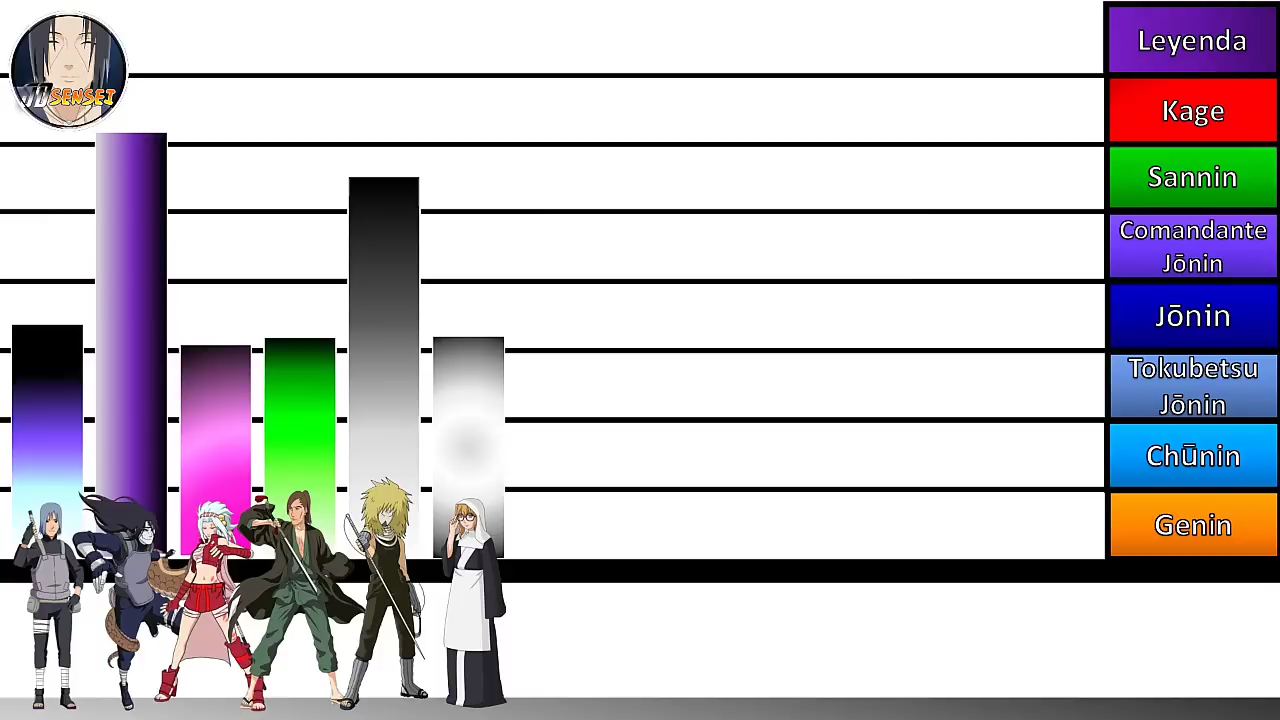 Leyenda
SENSEI
Kage
Sannin
Comandante
Jōnin
Jōnin
Tokubetsu
Jōnin
Chūnin
Genin